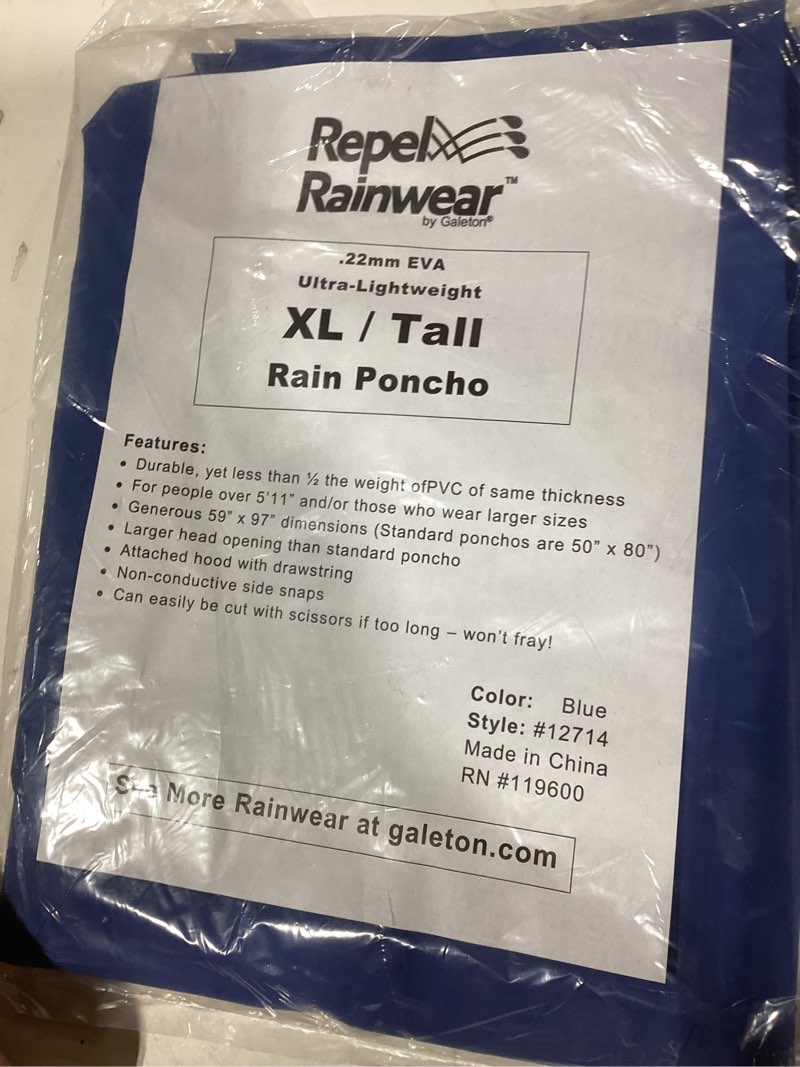 Repel
Rainwear™
by Galeton®
.22mm EVA
Ultra-Lightweight
XL / Tall
Rain Poncho
Features:
• Durable, yet less than ½ the weight ofPVC of same thickness
• For people over 5'11" and/or those who wear larger sizes
• Generous 59" x 97" dimensions (Standard ponchos are 50" x 80")
• Larger head opening than standard poncho
• Attached hood with drawstring
• Non-conductive side snaps
• Can easily be cut with scissors if too long – won't fray!
Color: Blue
Style: #12714
Made in China
RN #119600
See More Rainwear at galeton.com